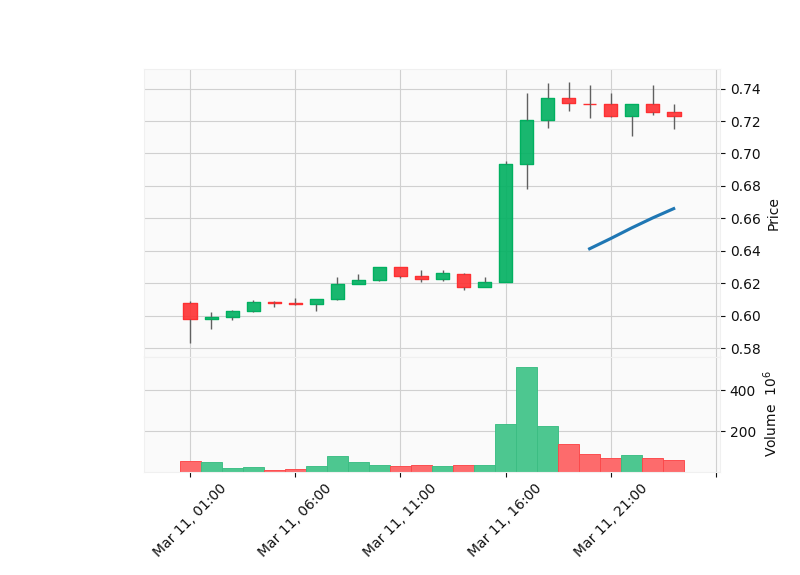 0.74
0.72
0.70
0.68
0.66
0.64
0.62
0.60
0.58
Price
400
200
Volume 10⁶
Mar 11, 01:00
Mar 11, 06:00
Mar 11, 11:00
Mar 11, 16:00
Mar 11, 21:00